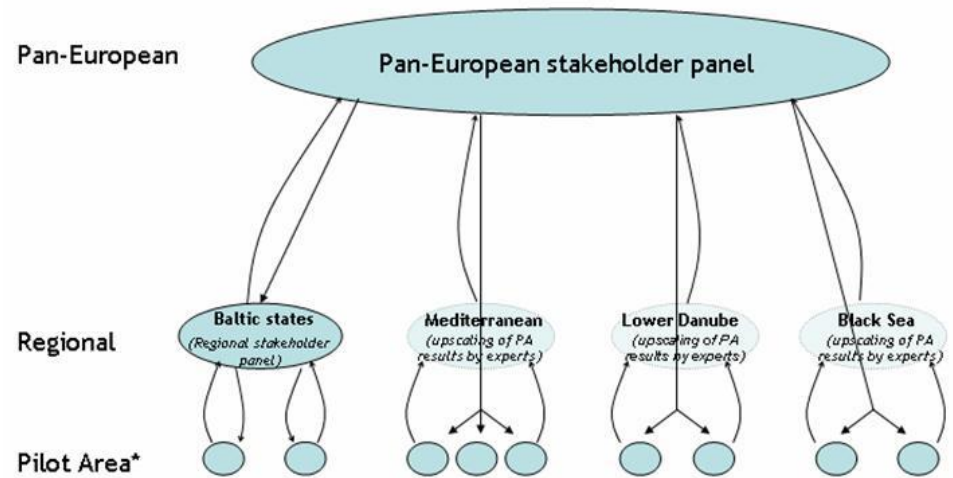 Pan-European
Pan-European stakeholder panel
Regional
Baltic states
(Regional stakeholder
panel)
Mediterranean
(upscaling of PA
results by experts)
Lower Danube
(upscaling of PA
results by experts)
Black Sea
(upscaling of PA
results by experts)
Pilot Area*